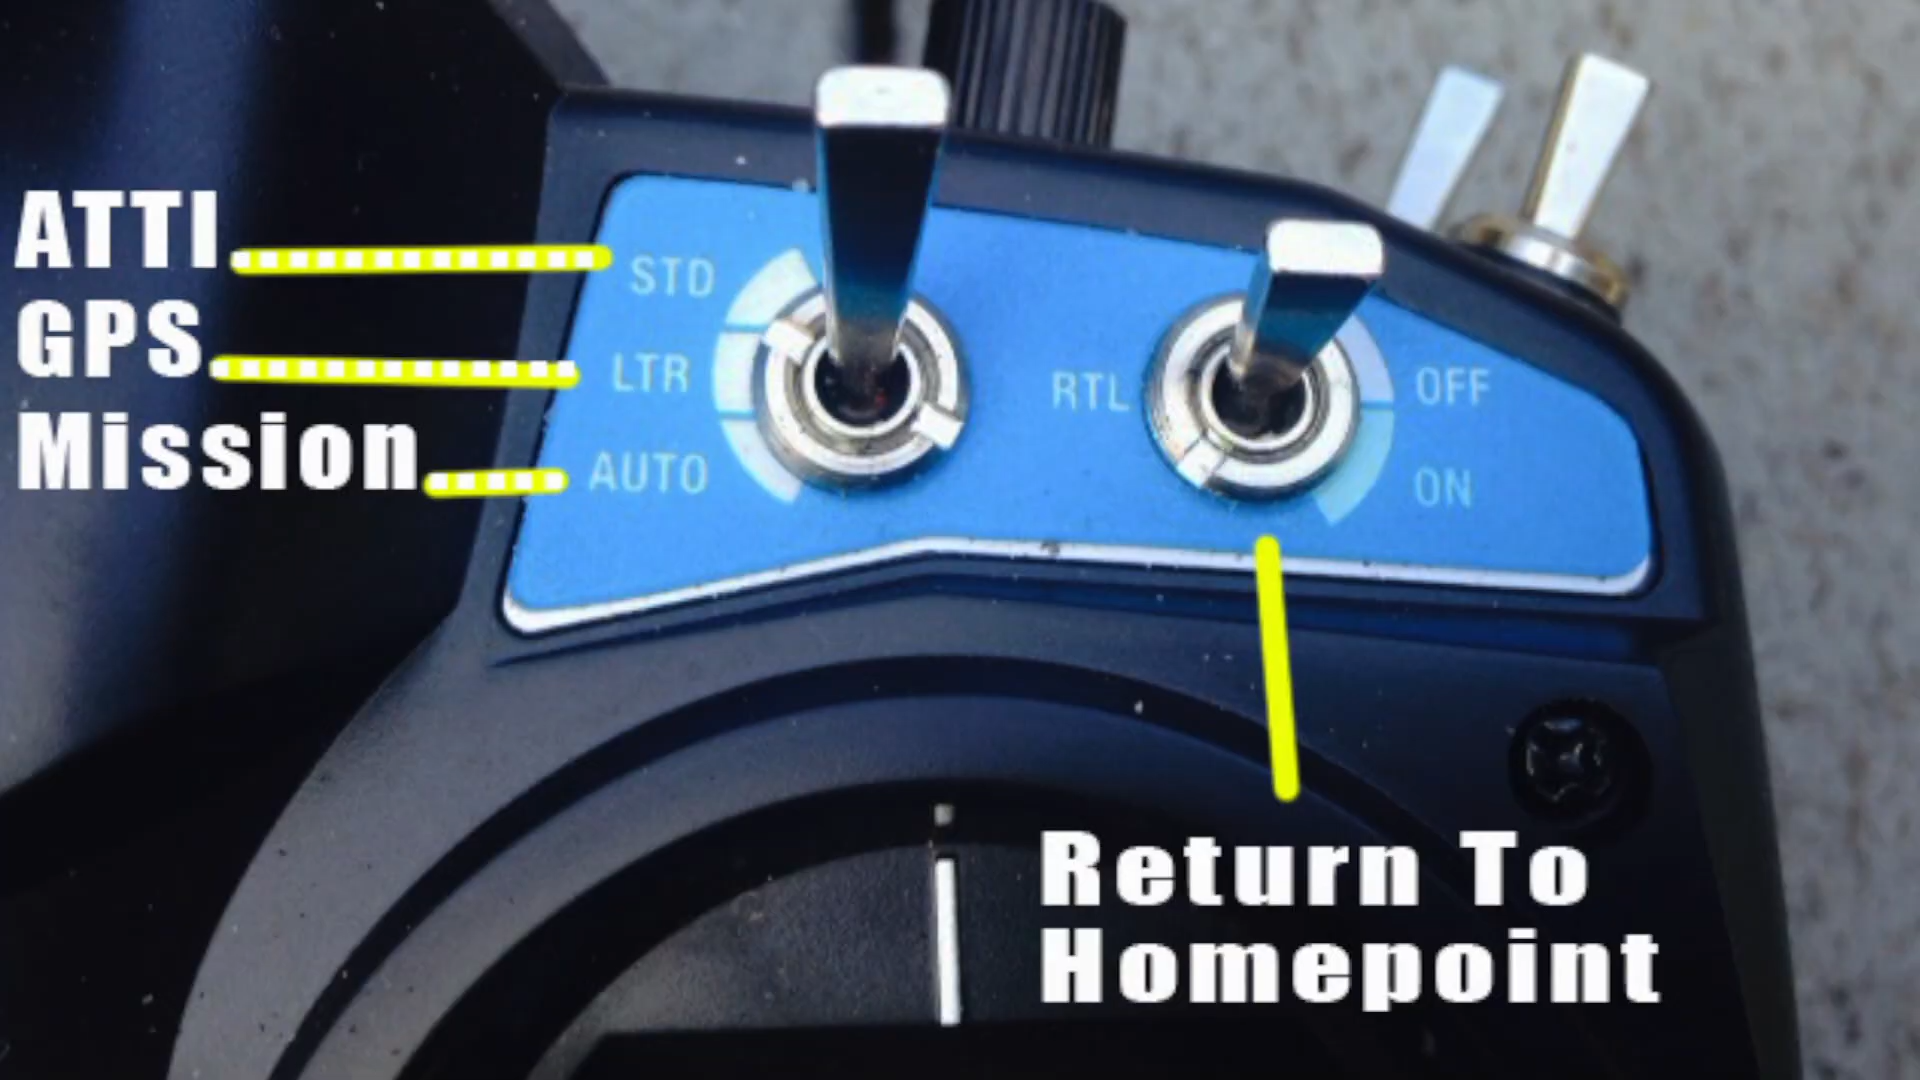 ATTI
STD
GPS
LTR
RTL
OFF
Mission
AUTO
ON
Return To
Homepoint